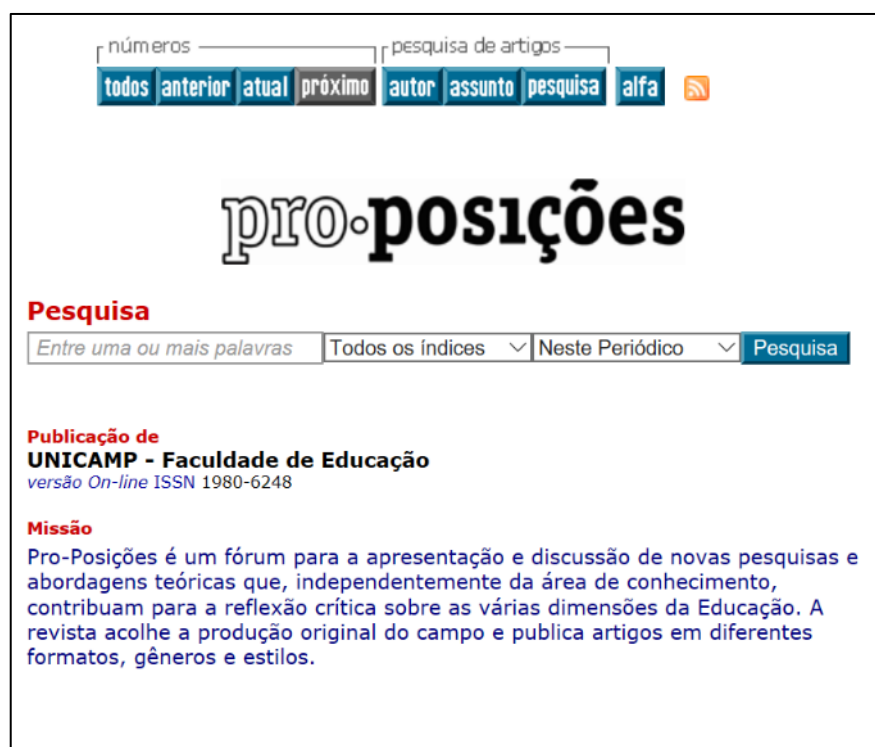 números pesquisa de artigos
todos anterior atual próximo autor assunto pesquisa alfa
pro-posições
Pesquisa
Entre uma ou mais palavras Todos os índices Neste Periódico Pesquisa
Publicação de
UNICAMP - Faculdade de Educação
versão On-line ISSN 1980-6248
Missão
Pro-Posições é um fórum para a apresentação e discussão de novas pesquisas e
abordagens teóricas que, independentemente da área de conhecimento,
contribuam para a reflexão crítica sobre as várias dimensões da Educação. A
revista acolhe a produção original do campo e publica artigos em diferentes
formatos, gêneros e estilos.